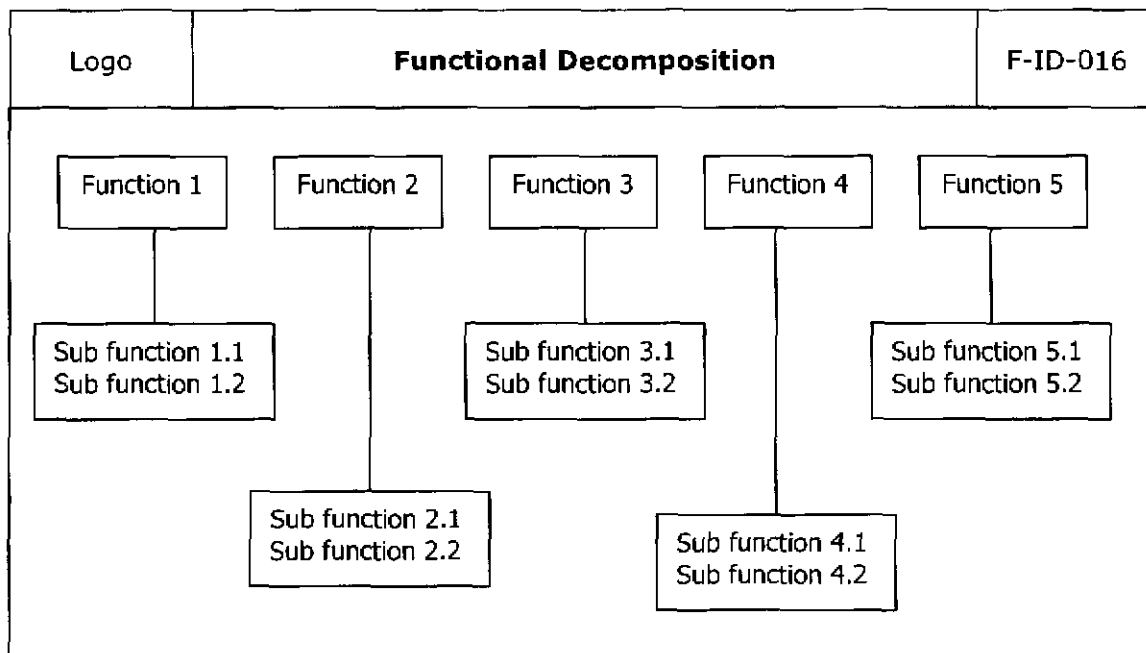 Logo
Functional Decomposition
F-ID-016
Function 1
Function 2
Function 3
Function 4
Function 5
Sub function 1.1
Sub function 1.2
Sub function 3.1
Sub function 3.2
Sub function 5.1
Sub function 5.2
Sub function 2.1
Sub function 2.2
Sub function 4.1
Sub function 4.2